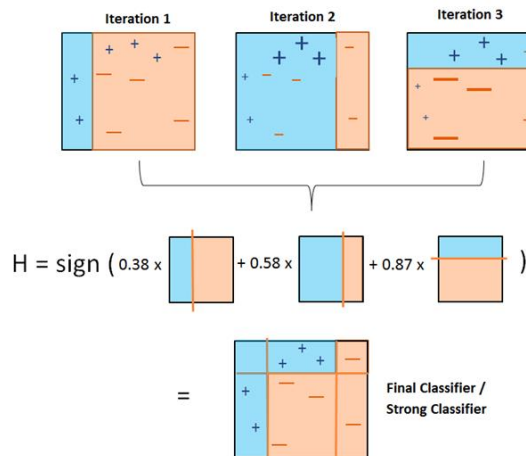 Iteration 1 Iteration 2 Iteration 3
H = sign ( 0.38 x + 0.58 x + 0.87 x )
= Final Classifier /
Strong Classifier